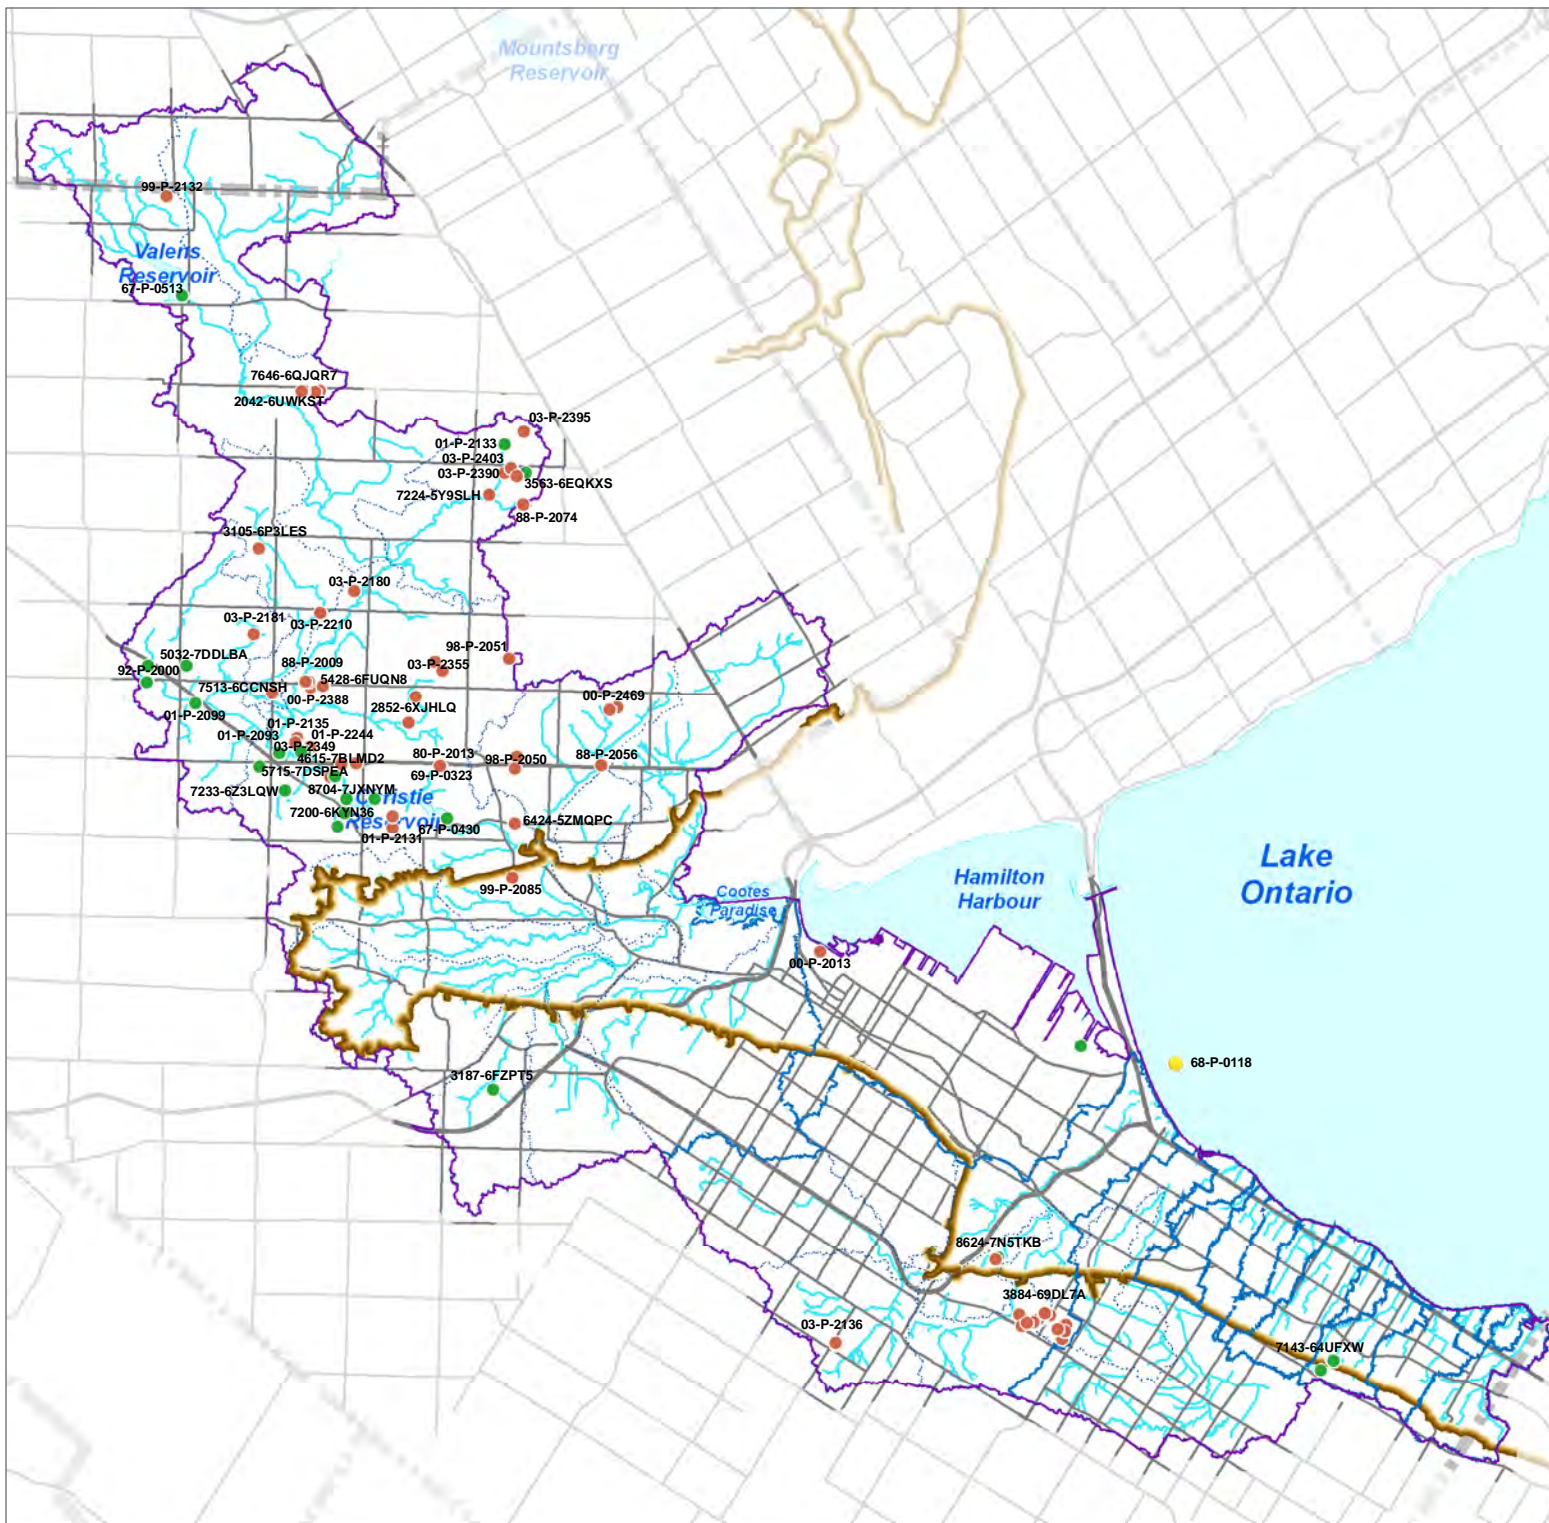 Mountsberg
Reservoir
99-P-2132
Valens
Reservoir
67-P-0513
7646-6QJQR7
2042-6UWKST
03-P-2395
01-P-2133
03-P-2403
03-P-2390
3563-6EQKXS
7224-5Y9SLH
88-P-2074
3105-6P3LES
03-P-2180
03-P-2210
03-P-2181
98-P-2051
5032-7DDLBA
88-P-2009
03-P-2355
92-P-2000
5428-6FUQN8
7513-6CCNSH
00-P-2388
00-P-2469
2852-6XJHLQ
01-P-2099
01-P-2135
01-P-2244
01-P-2093
03-P-2349
80-P-2013
98-P-2050
88-P-2056
4615-7BLMD2
5715-7DSPEA
69-P-0323
7233-6Z3LQW
8704-7JXNYM
Christie
Reservoir
7200-6KYN36
67-P-0430
6424-5ZMQPC
01-P-2131
99-P-2085
Cootes
Paradise
Hamilton
Harbour
Lake
Ontario
00-P-2013
68-P-0118
3187-6FZPT5
8624-7N5TKB
3884-69DL7A
03-P-2136
7143-64UFXW